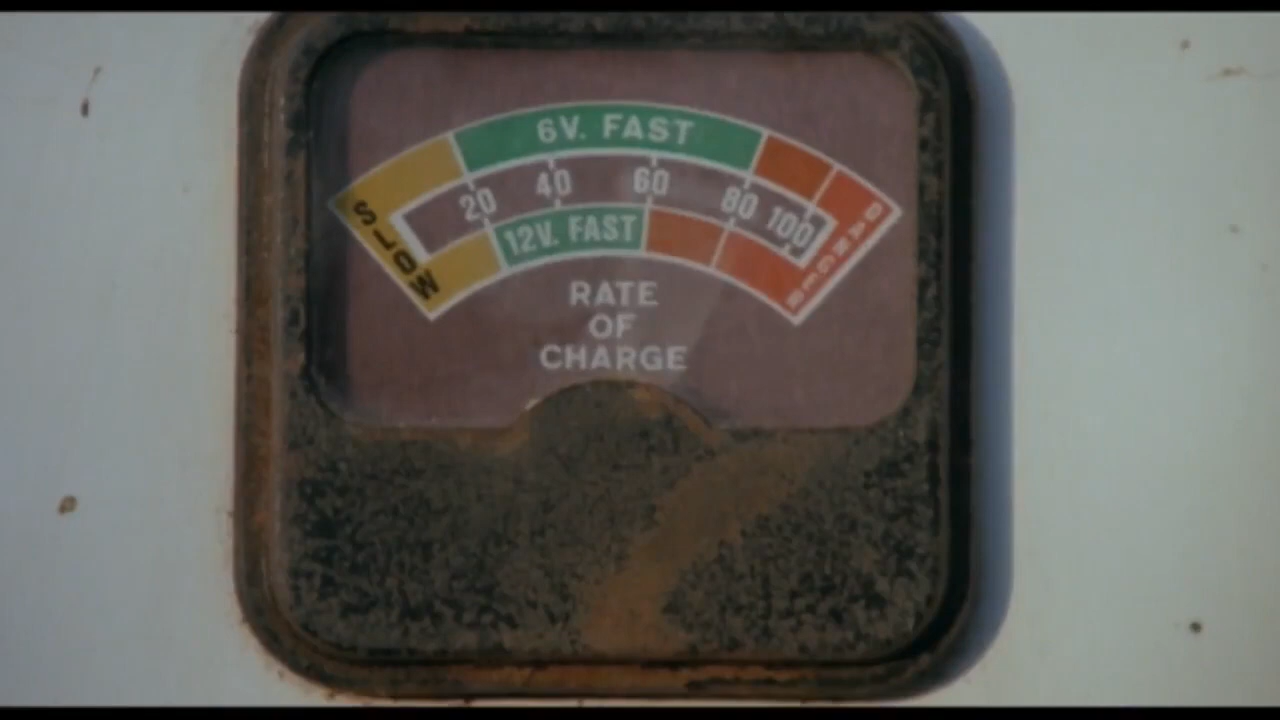 6V. FAST
20 40 60 80 100
12V. FAST
SLOW
RATE
OF
CHARGE